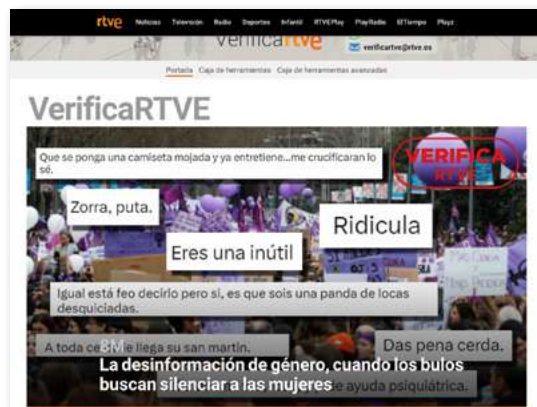 rtve Noticias Televisión Radio Deportes Infantil RTVEPlay PlayRadio ElTiempo Playz
verificartve verificartve@rtve.es
Portada Caja de herramientas Caja de herramientas avanzadas
VerificaRTVE
Que se ponga una camiseta mojada y ya entretiene...me crucificaran lo
sé.
VERIFICA
RTVE
Zorra, puta.
Ridicula
Eres una inútil
Igual está feo decirlo pero si, es que sois una panda de locas
desquiciadas.
A toda ce le llega su san martin.
Das pena cerda.
8M
La desinformación de género, cuando los bulos
buscan silenciar a las mujeres
e ayuda psiquiátrica.